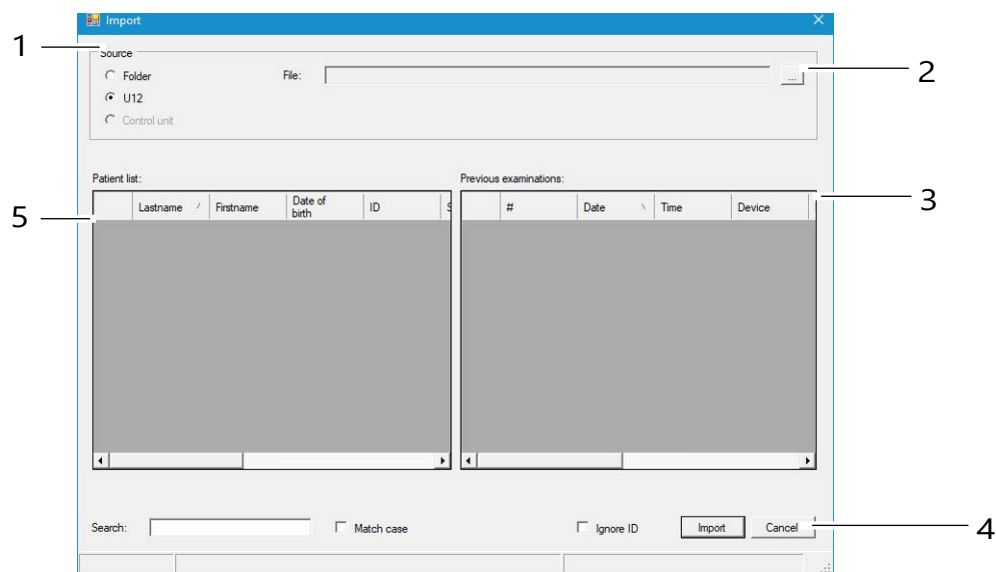 Import
1
Source
Folder
File:
...
2
U12
Control unit
Patient list:
Previous examinations:
Lastname
Firstname
Date of
birth
ID
S
#
Date
Time
Device
3
5
Search:
Match case
Ignore ID
Import
Cancel
4